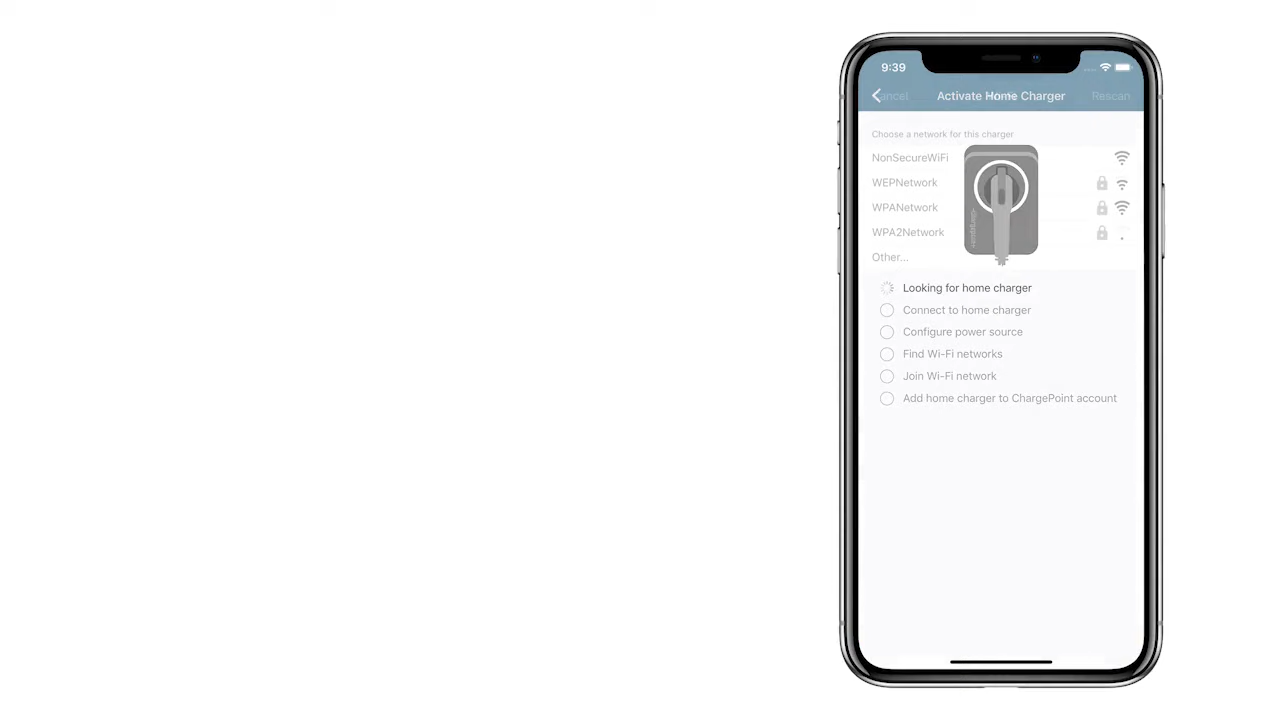 9:39
Cancel
Activate Home Charger
Rescan
Choose a network for this charger
NonSecureWiFi
WEPNetwork
WPANetwork
WPA2Network
Other...
Looking for home charger
Connect to home charger
Configure power source
Find Wi-Fi networks
Join Wi-Fi network
Add home charger to ChargePoint account